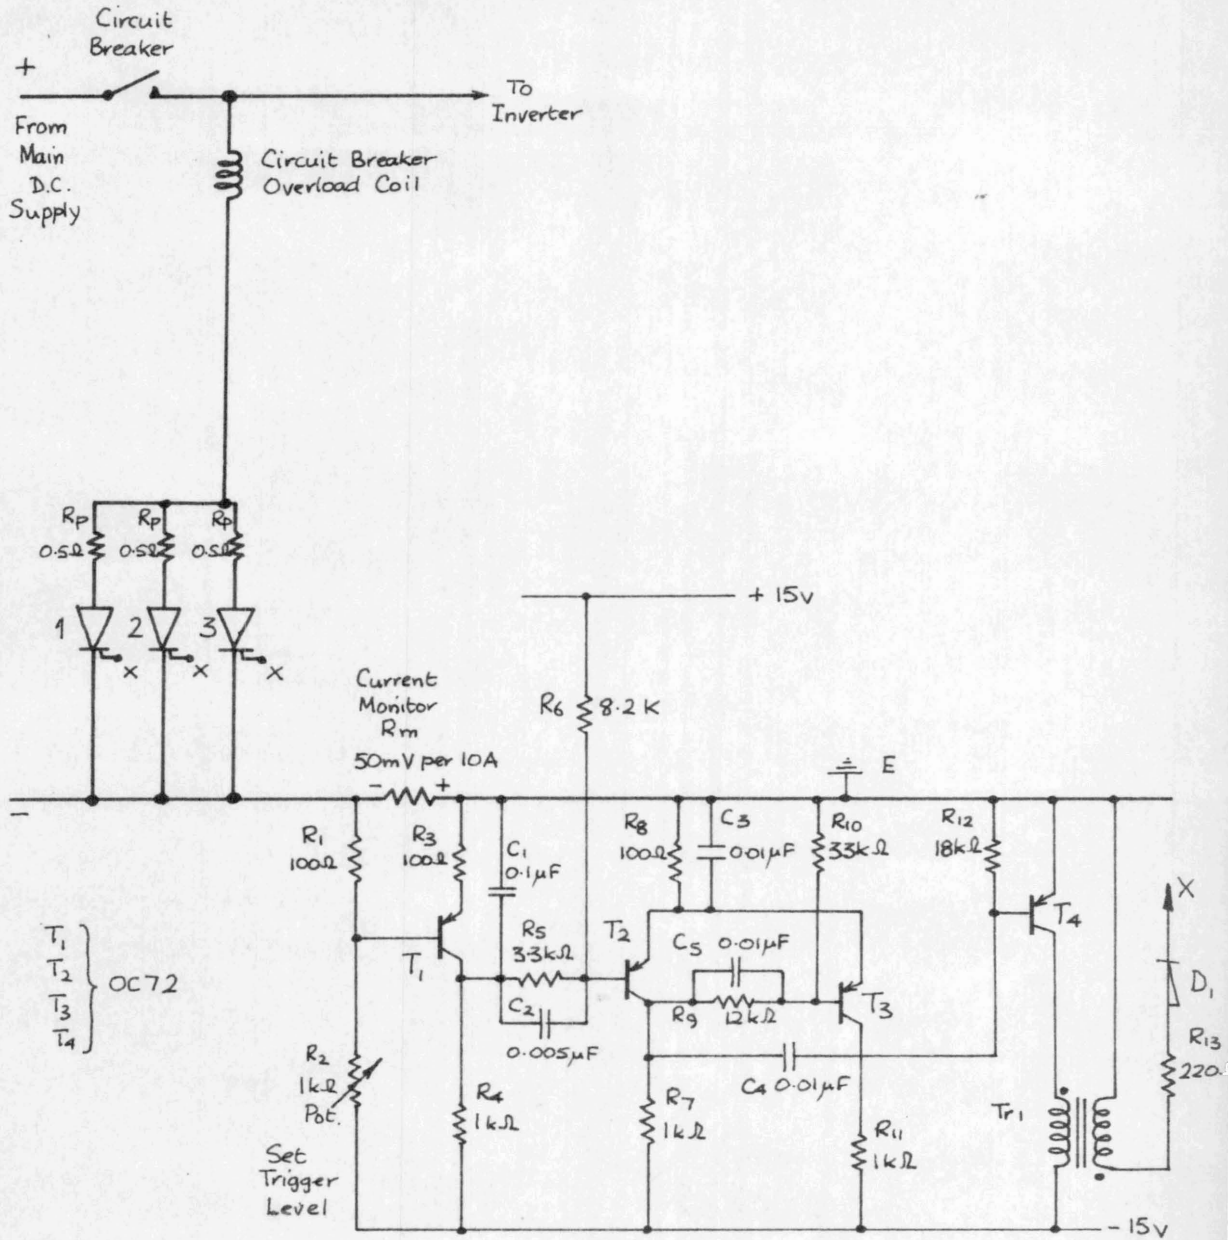 Circuit
Breaker
+
To
Inverter
From
Main
D.C.
Supply
Circuit Breaker
Overload Coil
Rp
0.5Ω
Rp
0.5Ω
Rp
0.5Ω
1
2
3
X
X
X
+ 15v
R6
8.2 K
Current
Monitor
Rm
50mV per 10A
-
+
E
-
R1
100Ω
R3
100Ω
C1
0.1μF
R8
100Ω
C3
0.01μF
R10
33kΩ
R12
18kΩ
T4
X
T1
T2
T3
T4
OC72
T1
R5
3.3kΩ
C2
0.005μF
T2
C5
0.01μF
R9
12kΩ
T3
D1
R13
220
C4
0.01μF
R2
1kΩ
Pot.
R4
1kΩ
R7
1kΩ
R11
1kΩ
Tr1
Set
Trigger
Level
- 15v